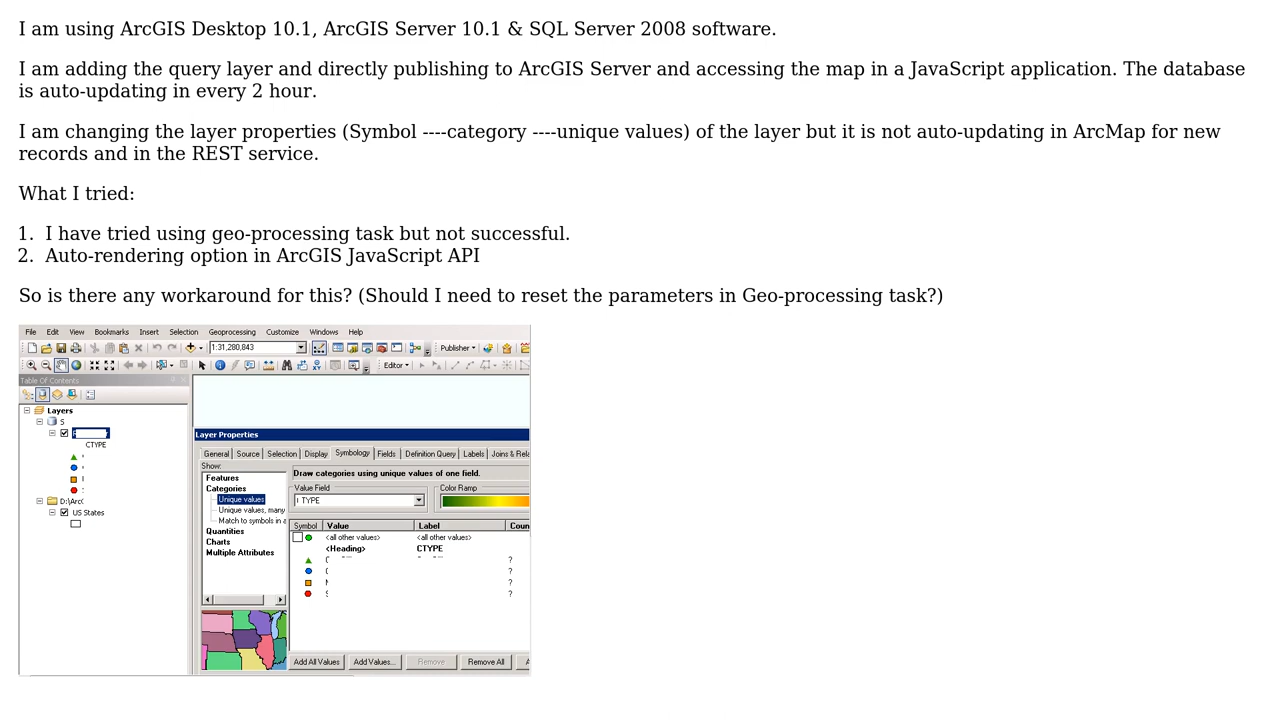 I am using ArcGIS Desktop 10.1, ArcGIS Server 10.1 & SQL Server 2008 software.
I am adding the query layer and directly publishing to ArcGIS Server and accessing the map in a JavaScript application. The database
is auto-updating in every 2 hour.
I am changing the layer properties (Symbol ----category ----unique values) of the layer but it is not auto-updating in ArcMap for new
records and in the REST service.
What I tried:
1. I have tried using geo-processing task but not successful.
2. Auto-rendering option in ArcGIS JavaScript API
So is there any workaround for this? (Should I need to reset the parameters in Geo-processing task?)
File Edit View Bookmarks Insert Selection Geoprocessing Customize Windows Help
1:31,280,843 Publisher
Editor
Table Of Contents
Layers
S
CTYPE
D:\Arc
US States
Layer Properties
General Source Selection Display Symbology Fields Definition Query Labels Joins & Rela
Show:
Features
Categories
Unique values
Unique values, many
Match to symbols in a
Quantities
Charts
Multiple Attributes
Draw categories using unique values of one field.
Value Field Color Ramp
TYPE
Symbol Value Label Coun
<all other values> <all other values>
<Heading> CTYPE
?
?
?
?
Add All Values Add Values... Remove Remove All A